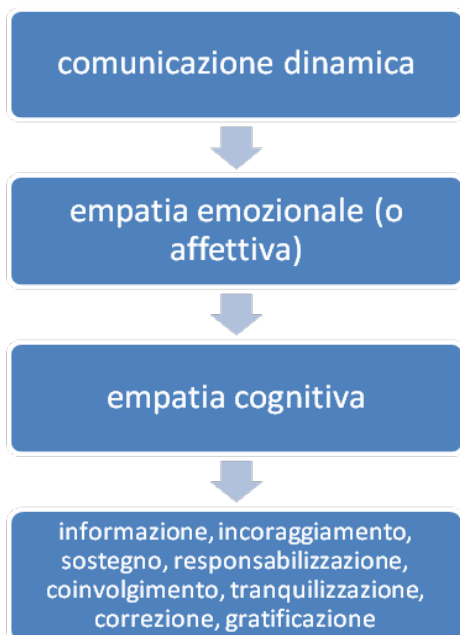 comunicazione dinamica
empatia emozionale (o
affettiva)
empatia cognitiva
informazione, incoraggiamento,
sostegno, responsabilizzazione,
coinvolgimento, tranquilizzazione,
correzione, gratificazione